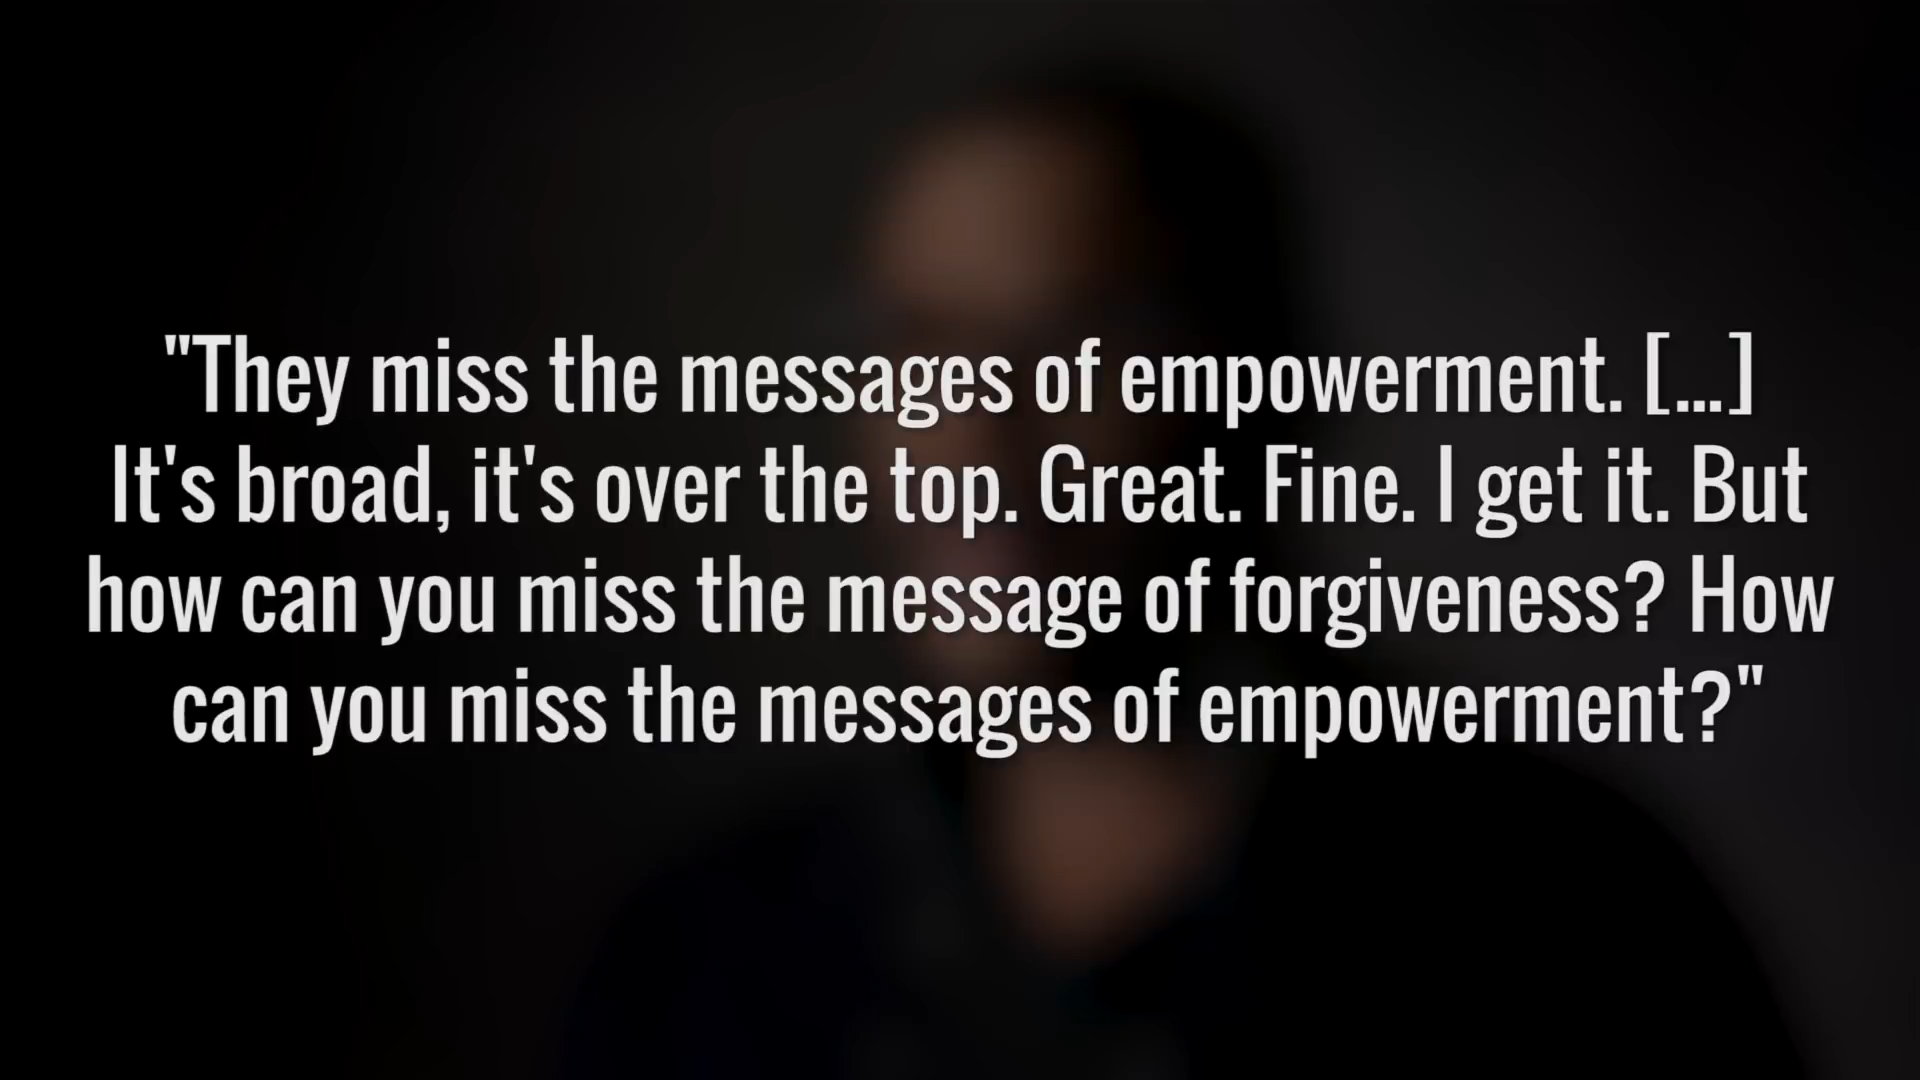 "They miss the messages of empowerment. [...]
It's broad, it's over the top. Great. Fine. I get it. But
how can you miss the message of forgiveness? How
can you miss the messages of empowerment?"